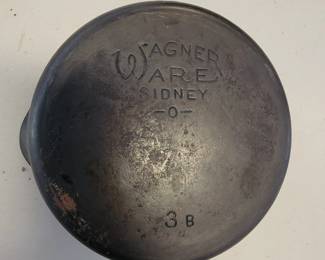 WAGNER
WARE
SIDNEY
-O-
3 B